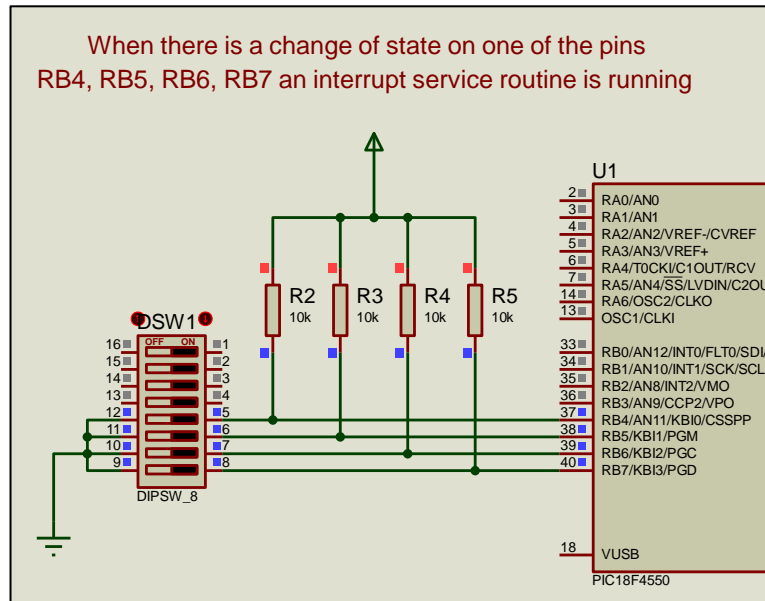 When there is a change of state on one of the pins
RB4, RB5, RB6, RB7 an interrupt service routine is running
U1
2 RA0/AN0
3 RA1/AN1
4 RA2/AN2/VREF-/CVREF
5 RA3/AN3/VREF+
6 RA4/T0CKI/C1OUT/RCV
7 RA5/AN4/SS/LVDIN/C2OU
14 RA6/OSC2/CLKO
13 OSC1/CLKI
33 RB0/AN12/INT0/FLT0/SDI/
34 RB1/AN10/INT1/SCK/SCL
35 RB2/AN8/INT2/VMO
36 RB3/AN9/CCP2/VPO
37 RB4/AN11/KBI0/CSSPP
38 RB5/KBI1/PGM
39 RB6/KBI2/PGC
40 RB7/KBI3/PGD
18 VUSB
PIC18F4550
R2
10k
R3
10k
R4
10k
R5
10k
DSW1
OFF ON
16 1
15 2
14 3
13 4
12 5
11 6
10 7
9 8
DIPSW_8